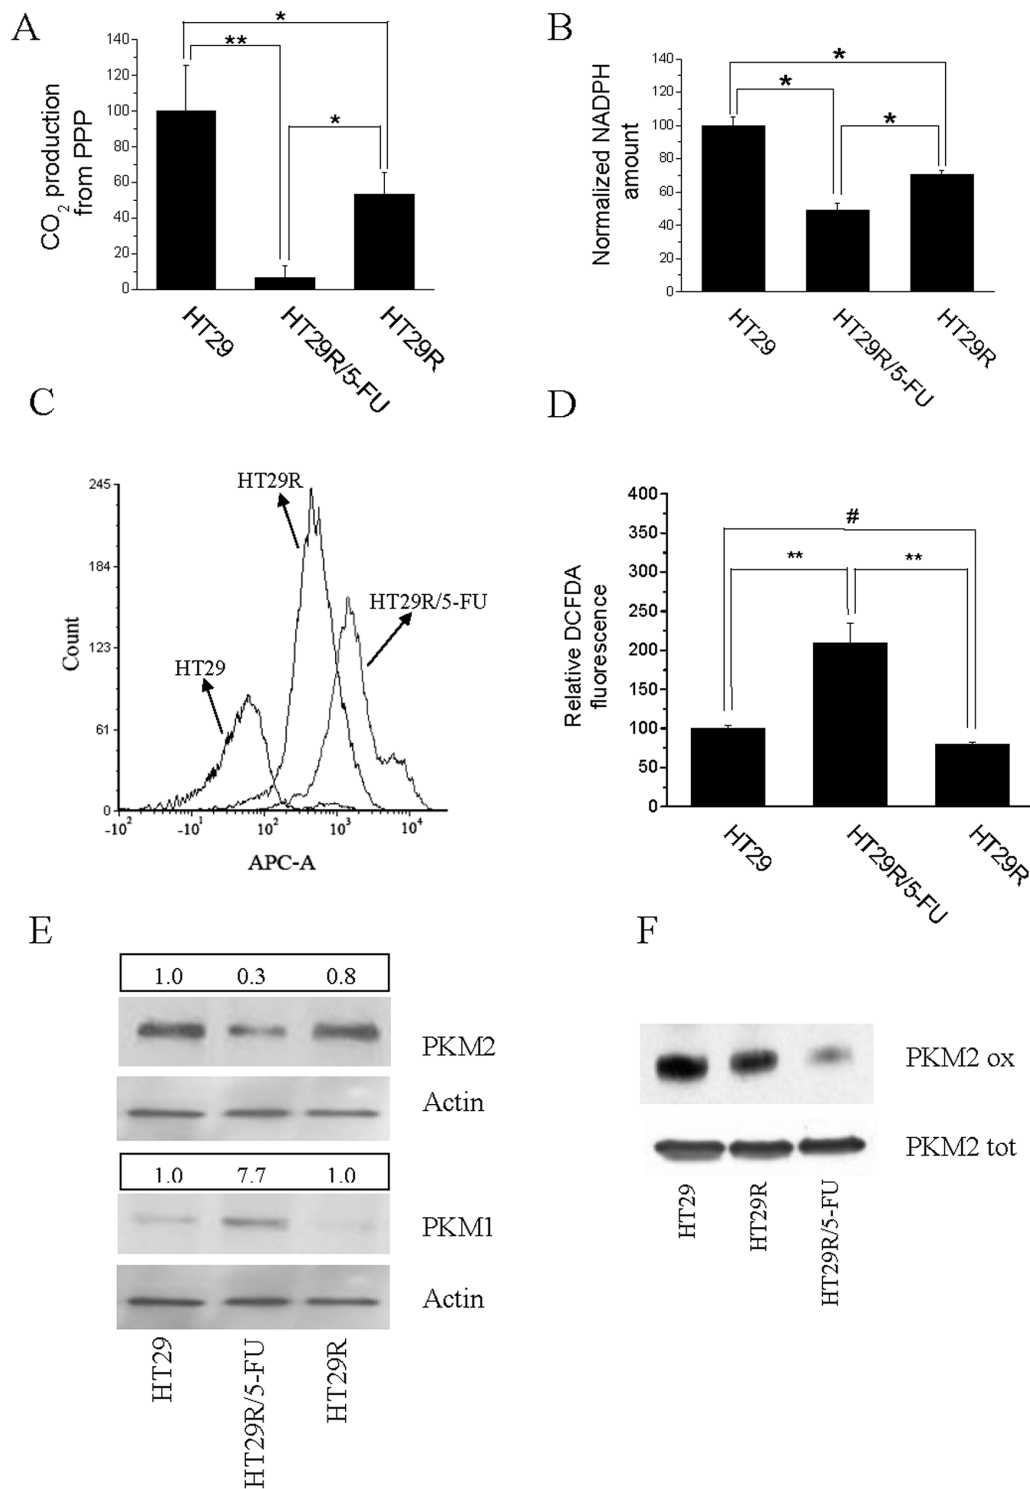 A
CO2 production
from PPP
140
120
100
80
60
40
20
0
*
**
*
HT29
HT29R/5-FU
HT29R
B
Normalized NADPH
amount
140
120
100
80
60
40
20
0
*
*
*
HT29
HT29R/5-FU
HT29R
C
Count
245
184
123
61
0
HT29R
HT29R/5-FU
HT29
-10^2
-10^1
10^2
10^3
10^4
APC-A
D
Relative DCFDA
fluorescence
400
350
300
250
200
150
100
50
0
#
**
**
HT29
HT29R/5-FU
HT29R
E
1.0 0.3 0.8
PKM2
Actin
1.0 7.7 1.0
PKM1
Actin
HT29
HT29R/5-FU
HT29R
F
PKM2 ox
PKM2 tot
HT29
HT29R
HT29R/5-FU